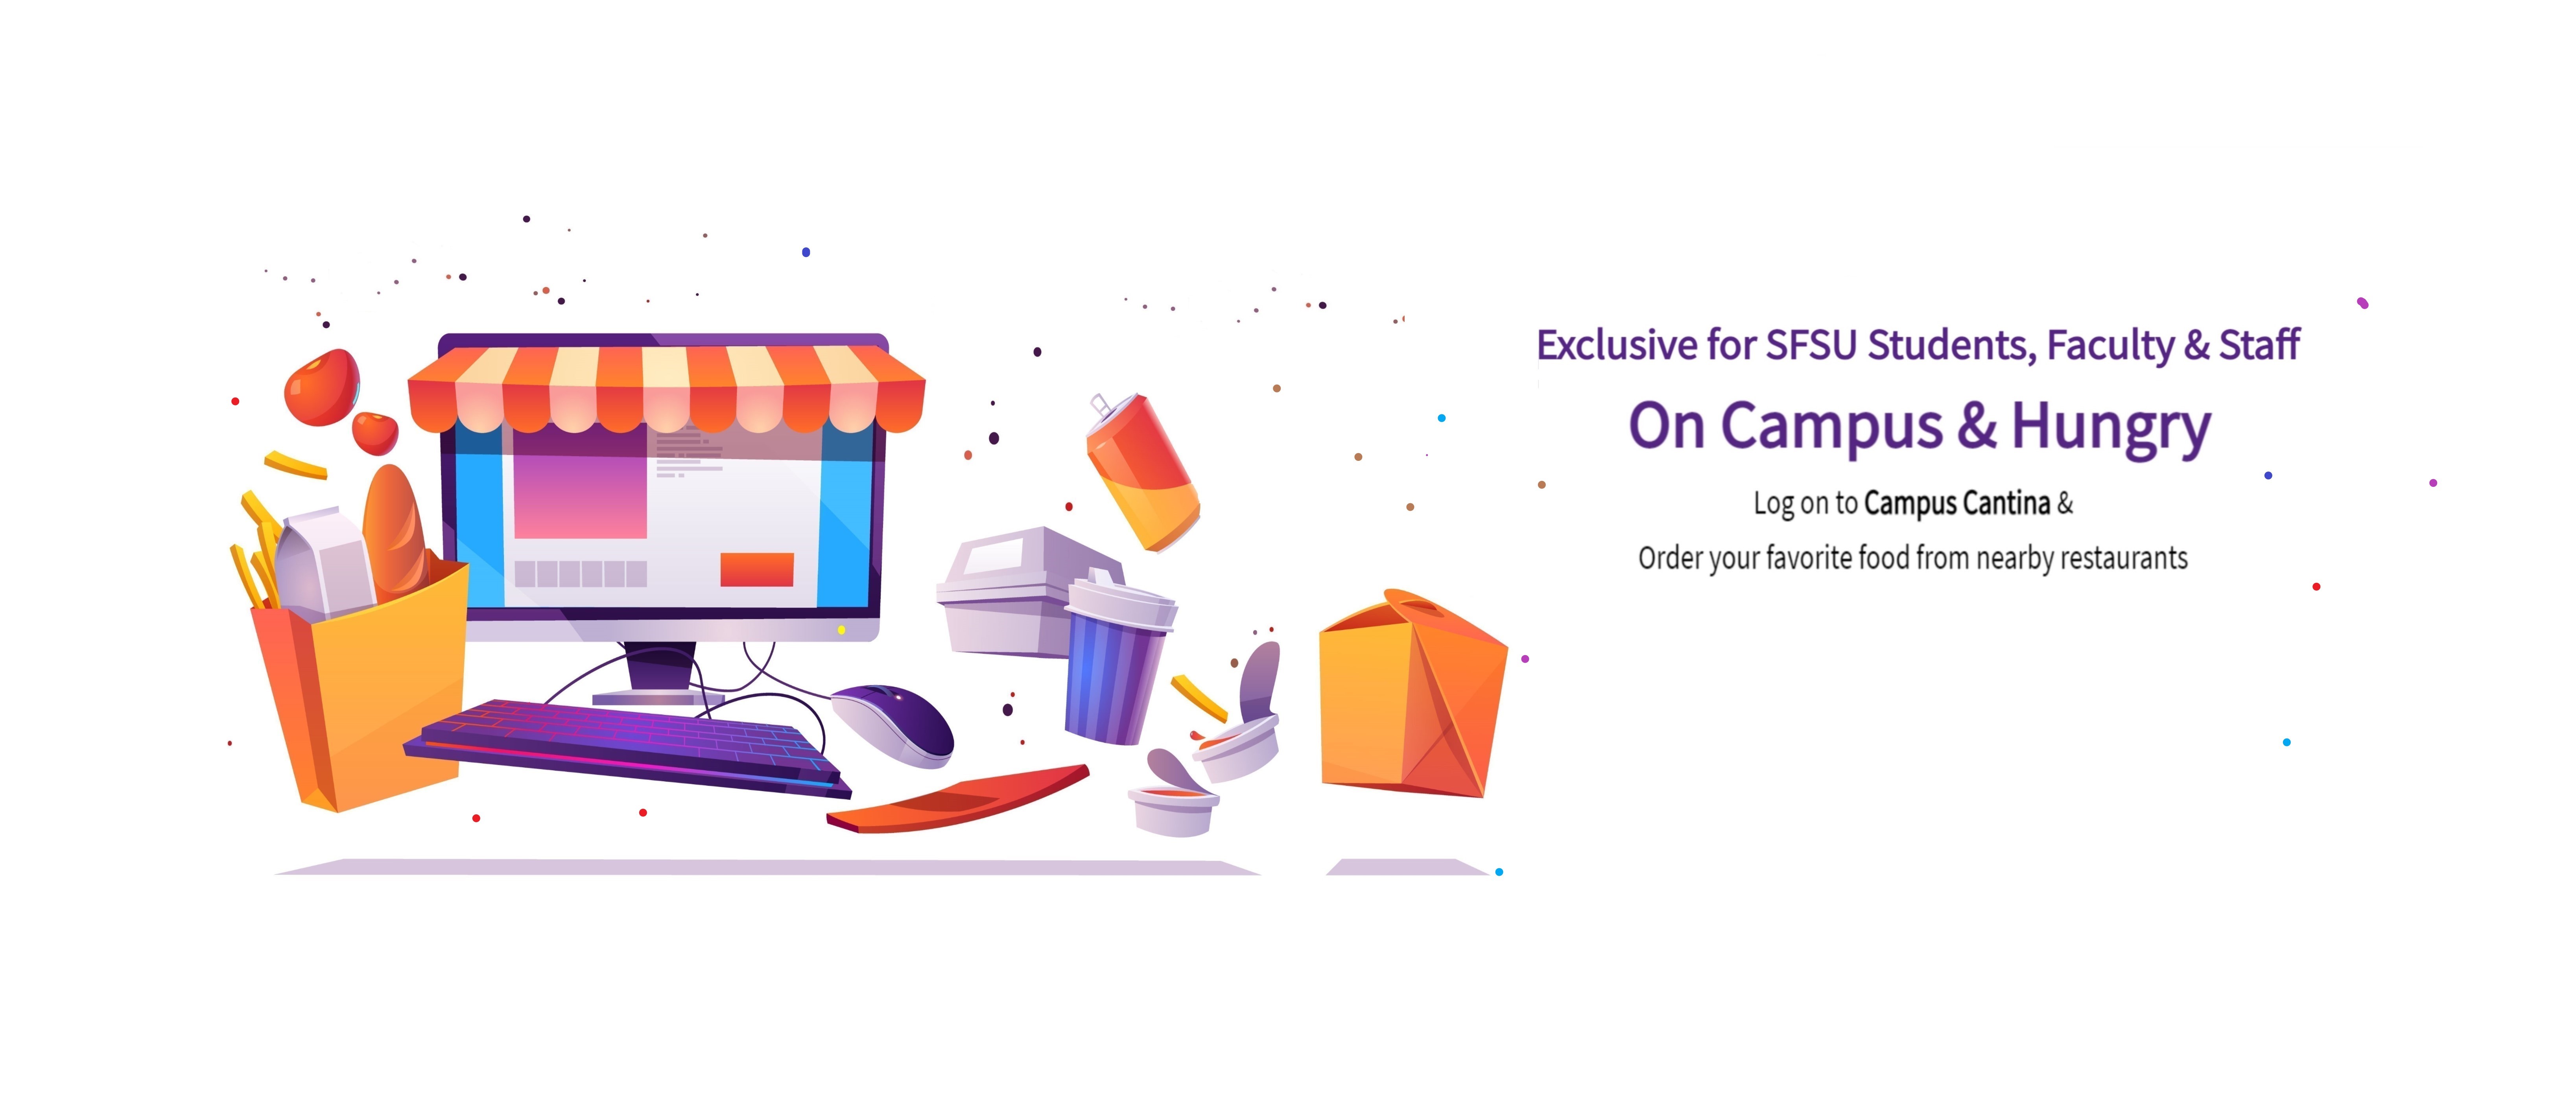 Exclusive for SFSU Students, Faculty & Staff
On Campus & Hungry
Log on to Campus Cantina &
Order your favorite food from nearby restaurants